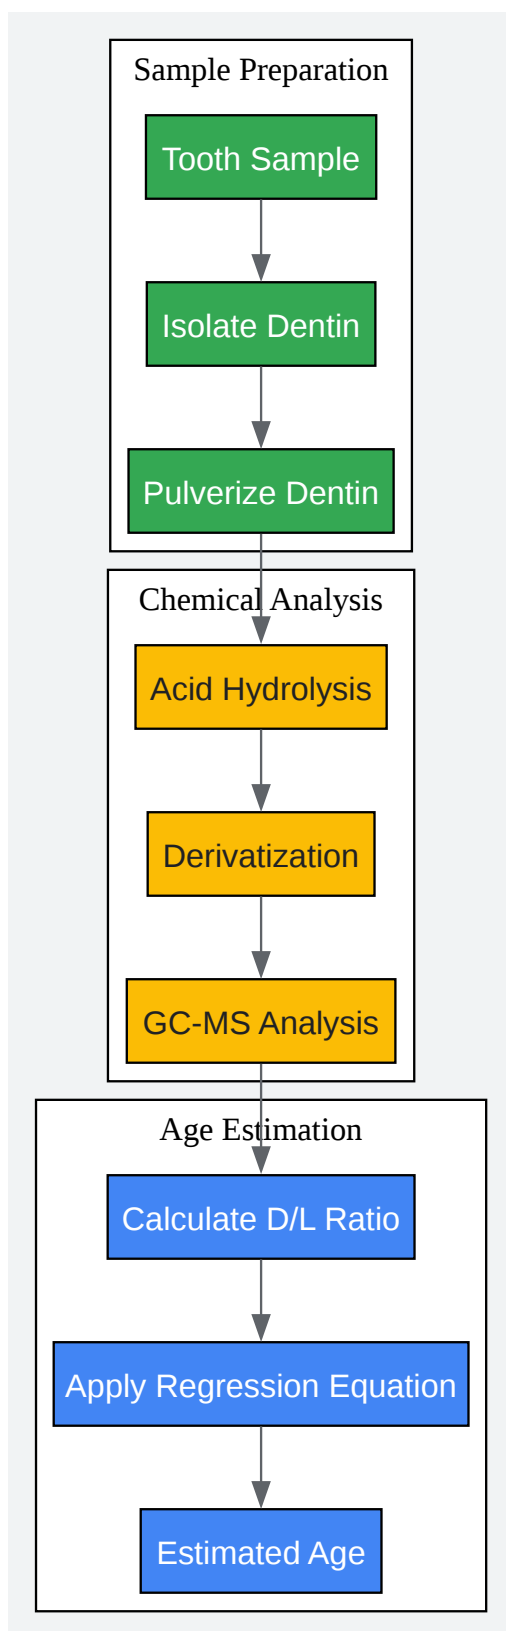 Sample Preparation
Tooth Sample
Isolate Dentin
Pulverize Dentin
Chemical Analysis
Acid Hydrolysis
Derivatization
GC-MS Analysis
Age Estimation
Calculate D/L Ratio
Apply Regression Equation
Estimated Age